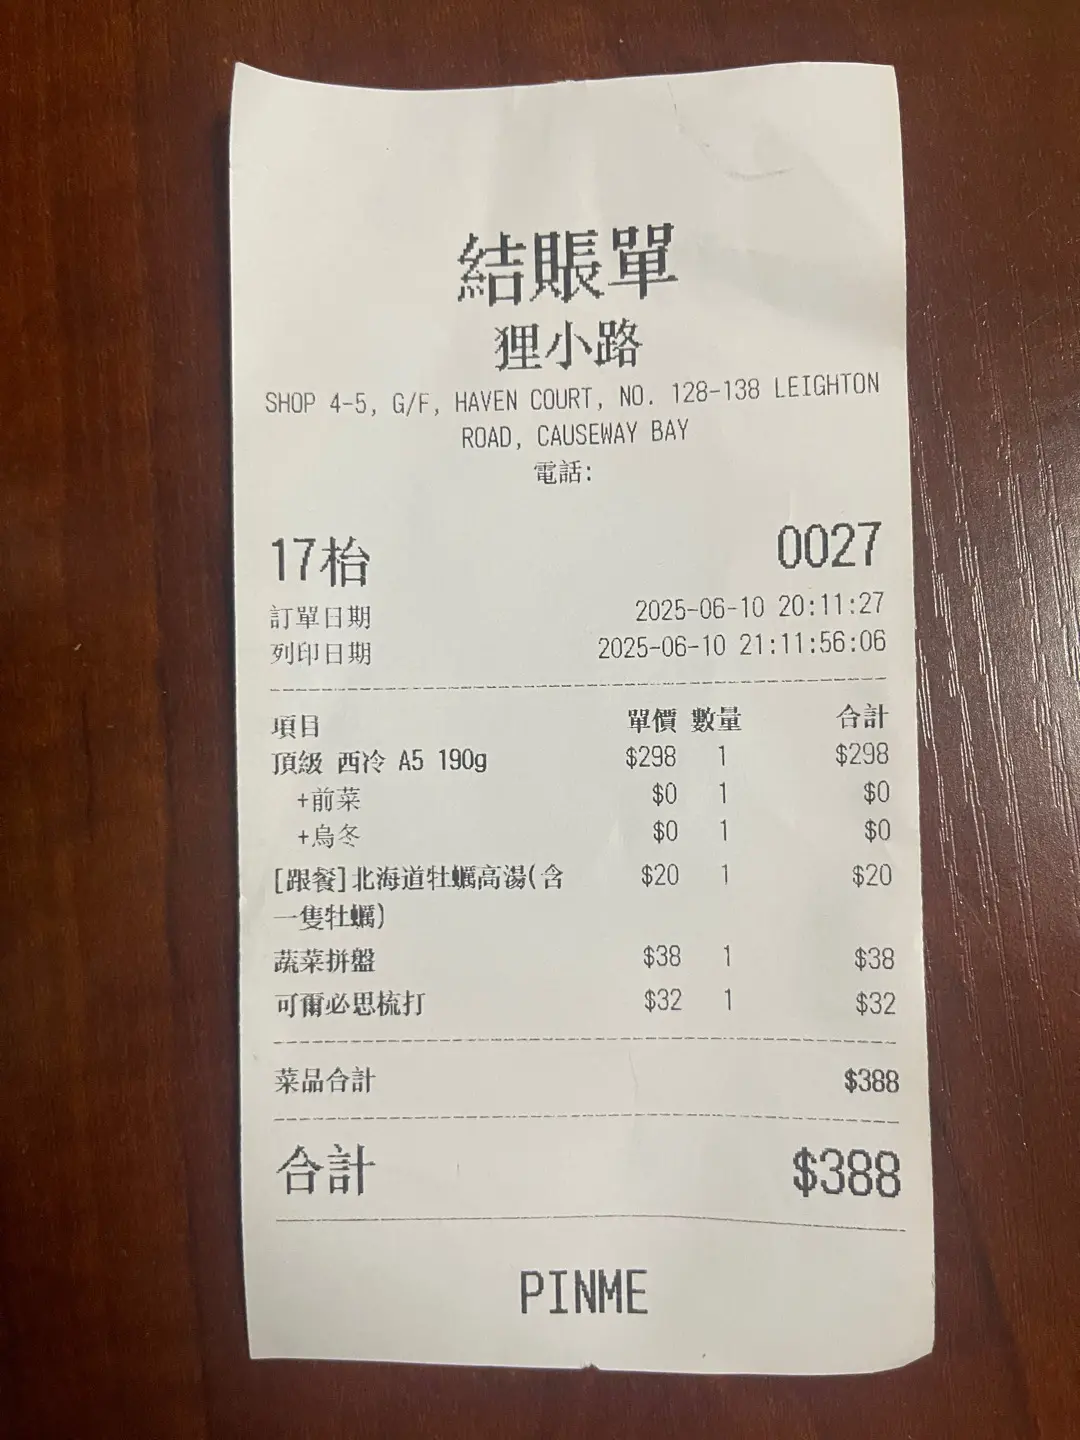 結賬單
狸小路
SHOP 4-5, G/F, HAVEN COURT, NO. 128-138 LEIGHTON
ROAD, CAUSEWAY BAY
電話:
17枱 0027
訂單日期 2025-06-10 20:11:27
列印日期 2025-06-10 21:11:56:06
項目 單價 數量 合計
頂級 西冷 A5 190g $298 1 $298
+前菜 $0 1 $0
+烏冬 $0 1 $0
[跟餐]北海道牡蠣高湯(含 $20 1 $20
一隻牡蠣)
蔬菜拼盤 $38 1 $38
可爾必思梳打 $32 1 $32
菜品合計 $388
合計 $388
PINME